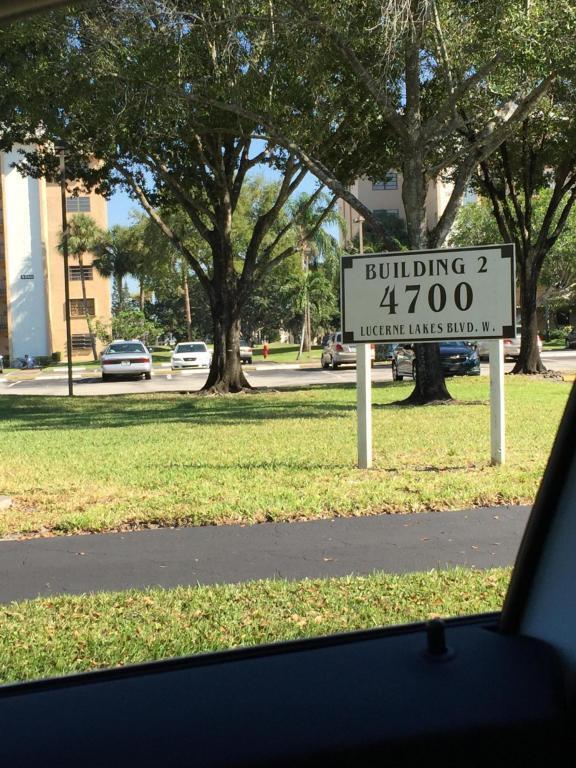 BUILDING 2
4700
LUCERNE LAKES BLVD. W.